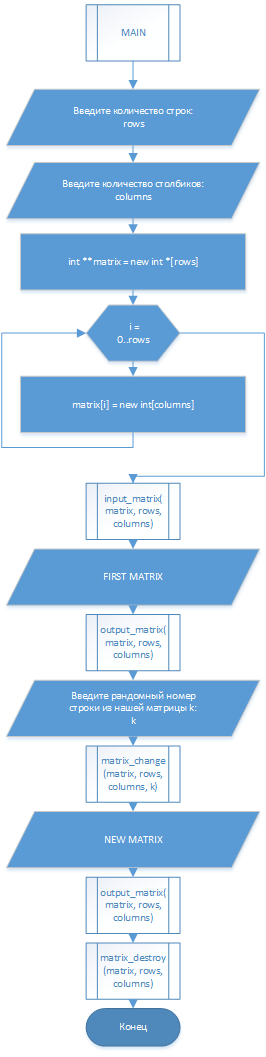 MAIN
Введите количество строк:
rows
Введите количество столбиков:
columns
int **matrix = new int *[rows]
i =
0..rows
matrix[i] = new int[columns]
input_matrix(
matrix, rows,
columns)
FIRST MATRIX
output_matrix(
matrix, rows,
columns)
Введите рандомный номер
строки из нашей матрицы k:
k
matrix_change
(matrix, rows,
columns, k)
NEW MATRIX
output_matrix(
matrix, rows,
columns)
matrix_destroy
(matrix, rows,
columns)
Конец